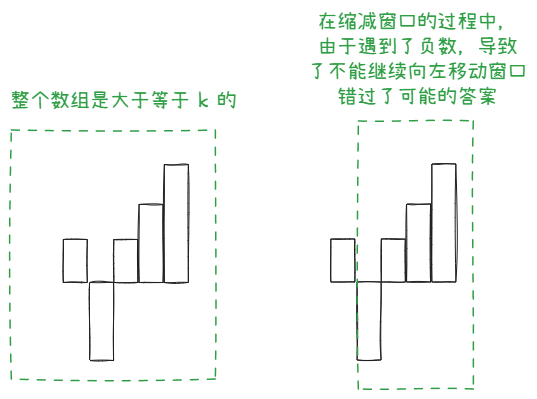 整个数组是大于等于 k 的
在缩减窗口的过程中，
由于遇到了负数，导致
了不能继续向左移动窗口
错过了可能的答案